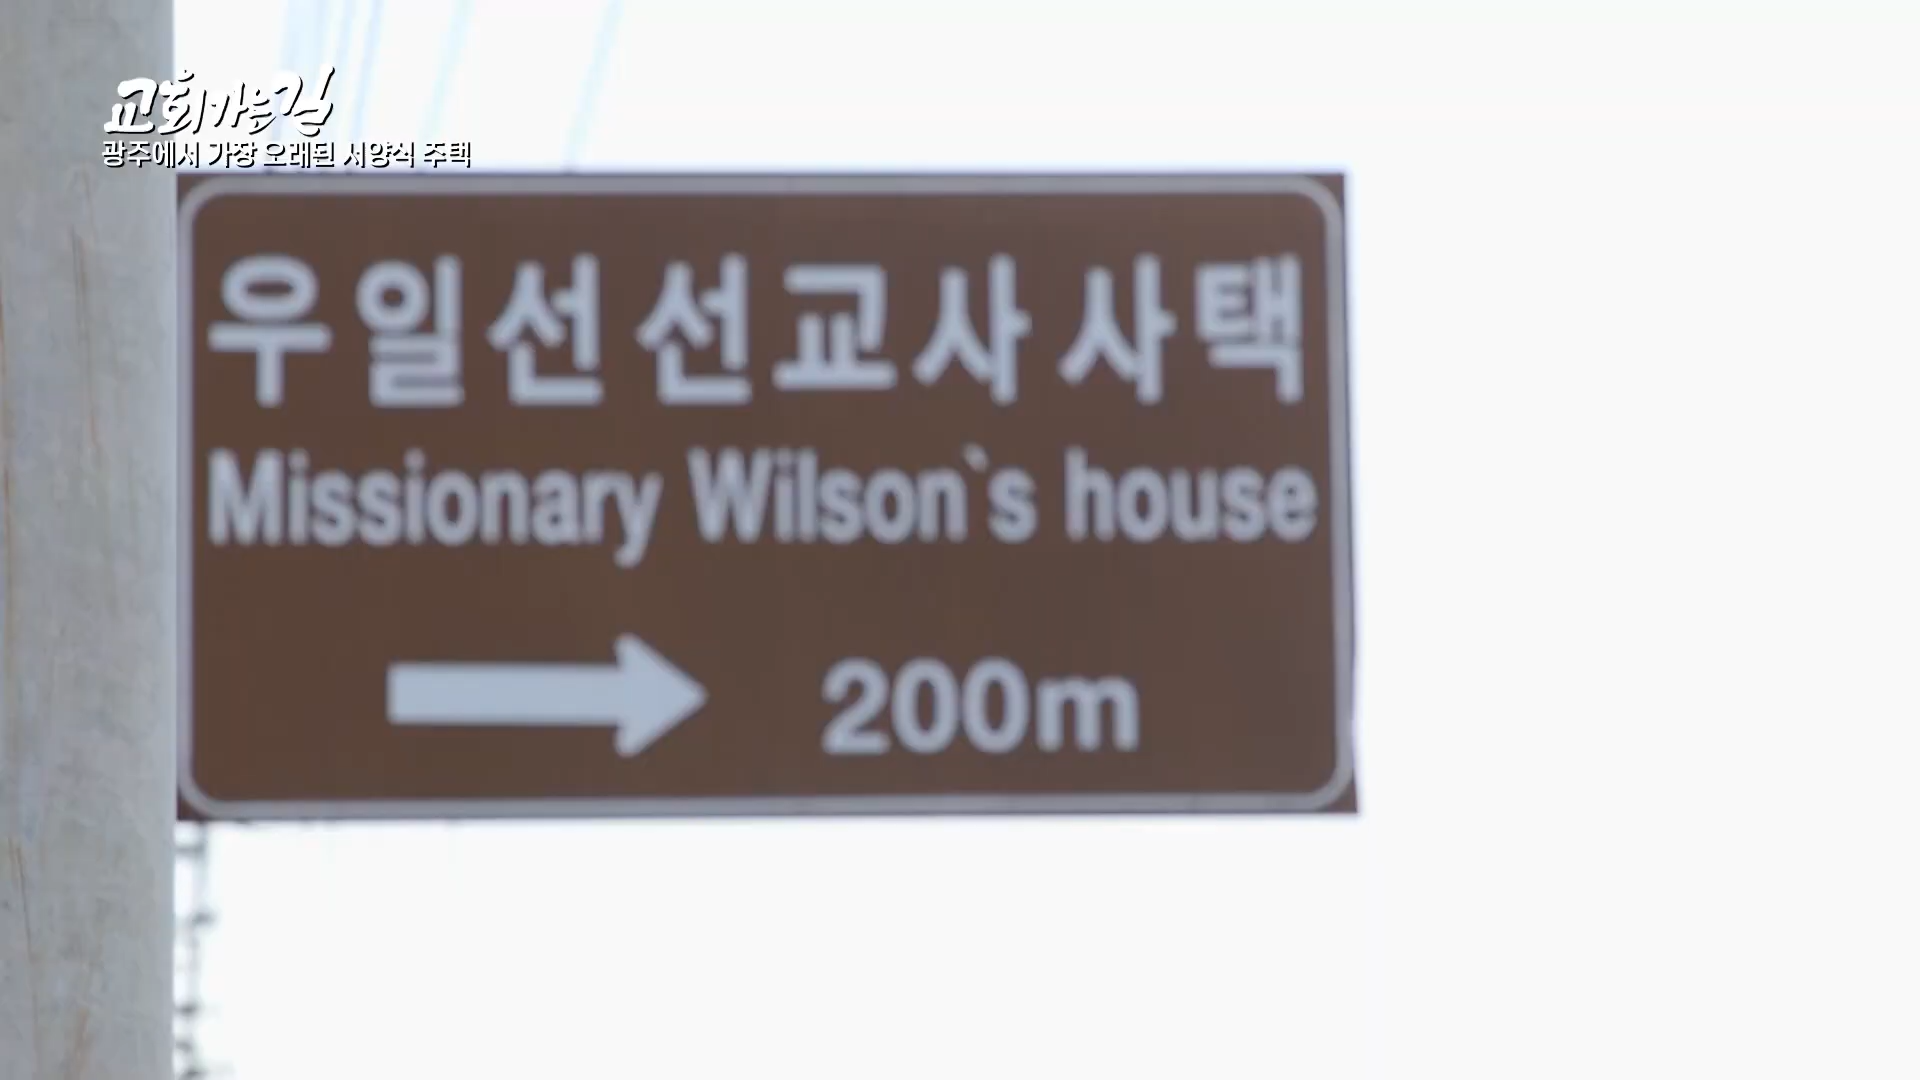 교회가는길
광주에서 가장 오래된 서양식 주택
우일선 선교사 사택
Missionary Wilson`s house
200m